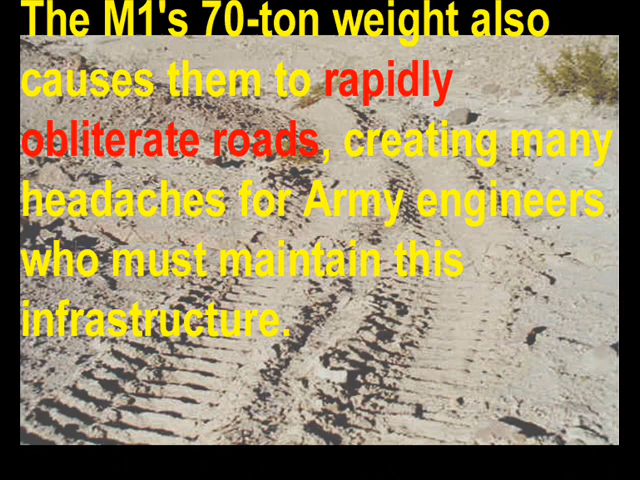 The M1's 70-ton weight also
causes them to rapidly
obliterate roads, creating many
headaches for Army engineers
who must maintain this
infrastructure.